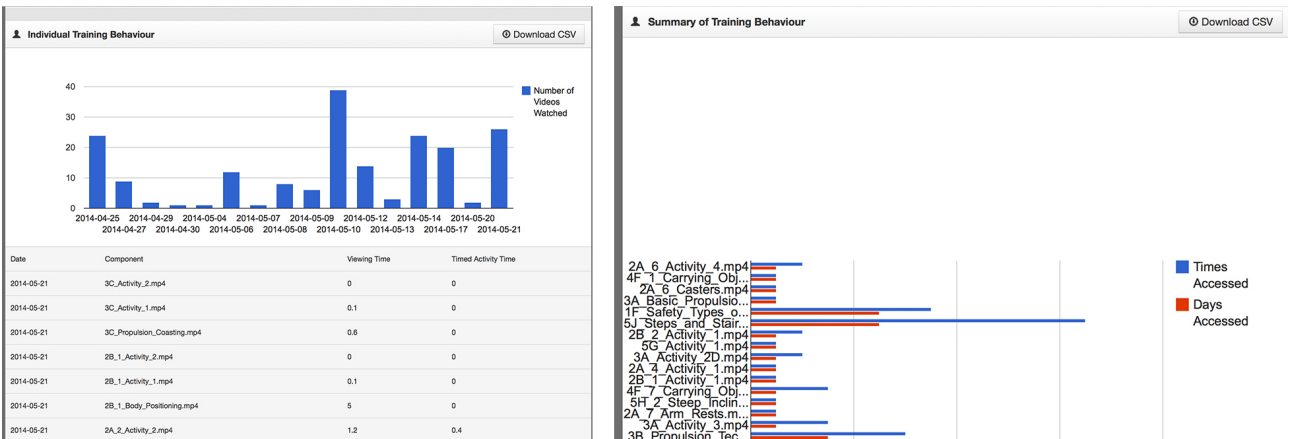 Individual Training Behaviour
Download CSV
40
30
20
10
0
Number of
Videos
Watched
2014-04-25 2014-04-29 2014-05-04 2014-05-07 2014-05-09 2014-05-12 2014-05-14 2014-05-20
2014-04-27 2014-04-30 2014-05-06 2014-05-08 2014-05-10 2014-05-13 2014-05-17 2014-05-21
Date Component Viewing Time Timed Activity Time
2014-05-21 3C_Activity_2.mp4 0 0
2014-05-21 3C_Activity_1.mp4 0.1 0
2014-05-21 3C_Propulsion_Coasting.mp4 0.6 0
2014-05-21 2B_1_Activity_2.mp4 0 0
2014-05-21 2B_1_Activity_1.mp4 0.1 0
2014-05-21 2B_1_Body_Positioning.mp4 5 0
2014-05-21 2A_2_Activity_2.mp4 1.2 0.4
Summary of Training Behaviour
Download CSV
2A_6_Activity_4.mp4
4F_1_Carrying_Obj...
2A_6_Casters.mp4
3A_Basic_Propulsio...
1F_Safety_Types_o...
5J_Steps_and_Stair...
2B_2_Activity_1.mp4
5G_Activity_1.mp4
3A_Activity_2D.mp4
2A_4_Activity_1.mp4
2B_1_Activity_1.mp4
4F_7_Carrying_Obj...
5H_2_Steep_Inclin...
2A_7_Arm_Rests.m...
3A_Activity_3.mp4
3B_Propulsion_Tec...
Times
Accessed
Days
Accessed